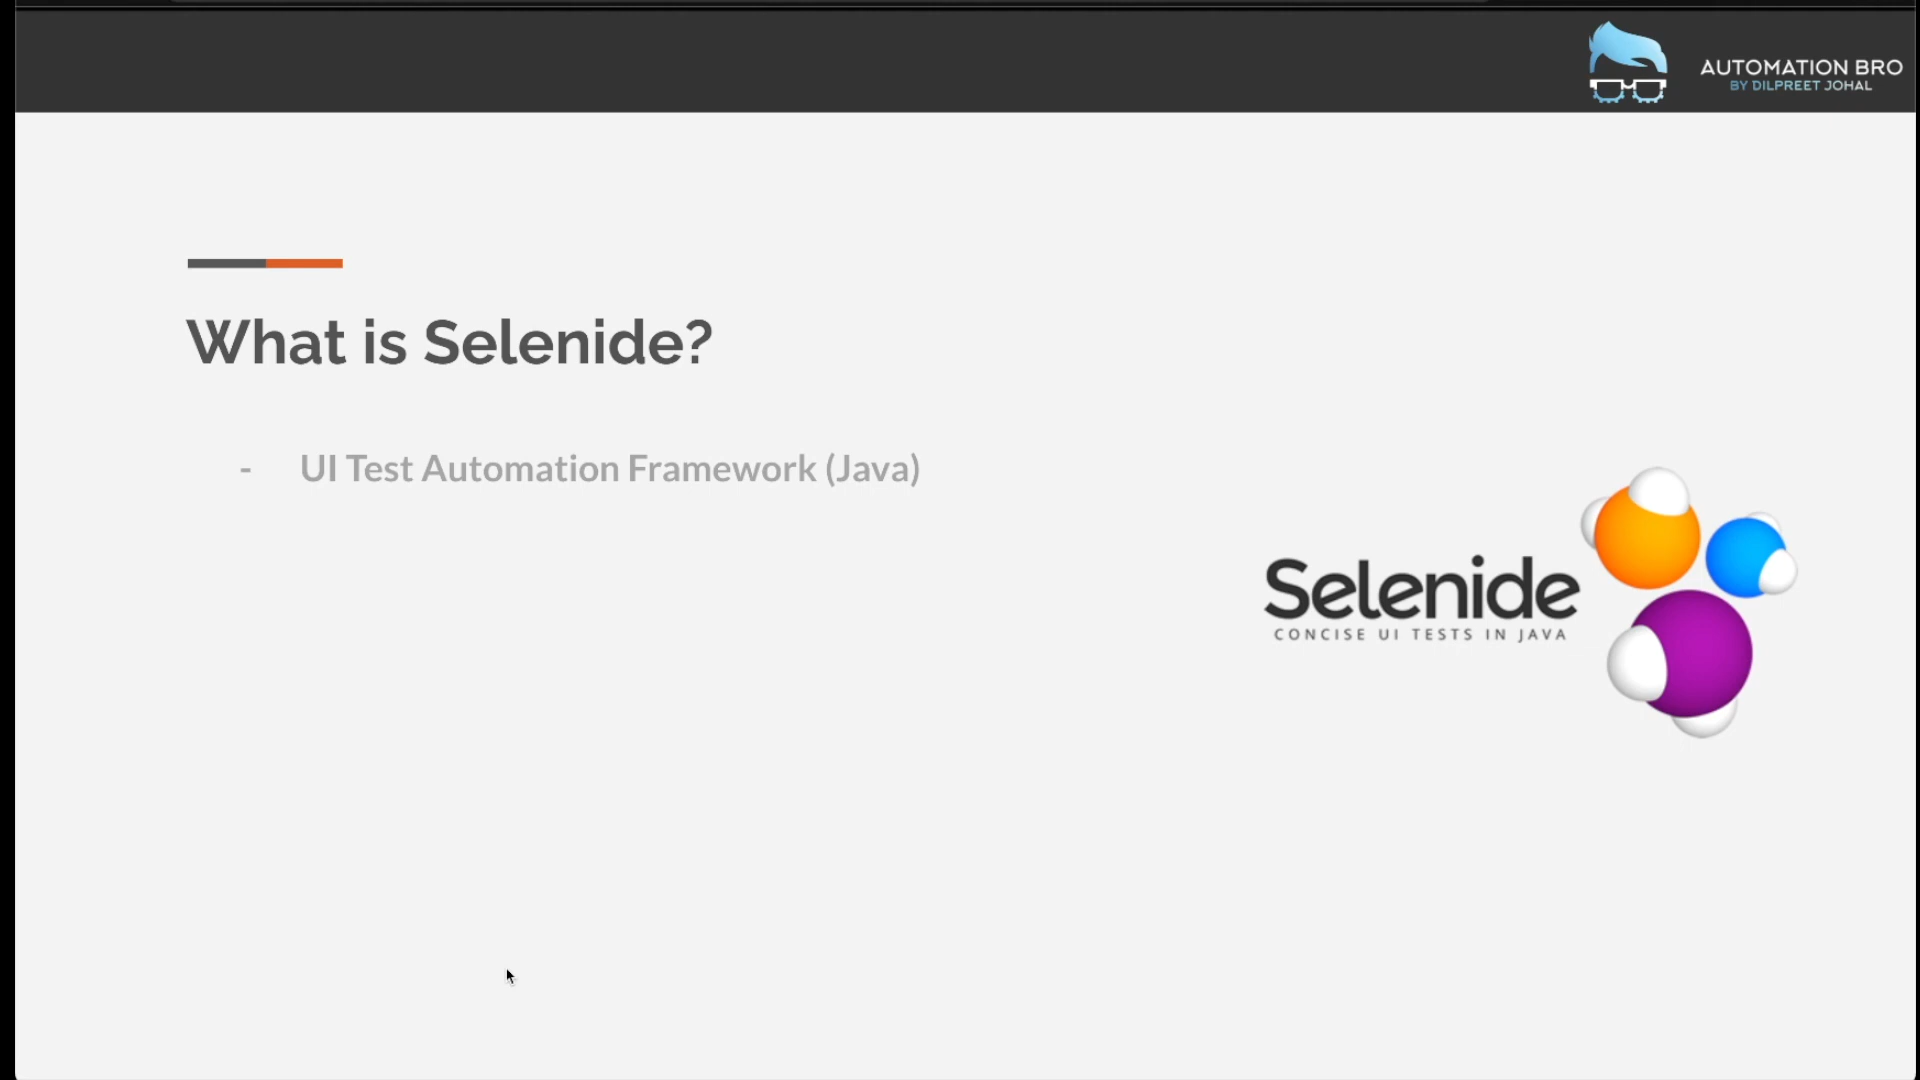 AUTOMATION BRO
BY DILPREET JOHAL
What is Selenide?
- UI Test Automation Framework (Java)
Selenide
CONCISE UI TESTS IN JAVA